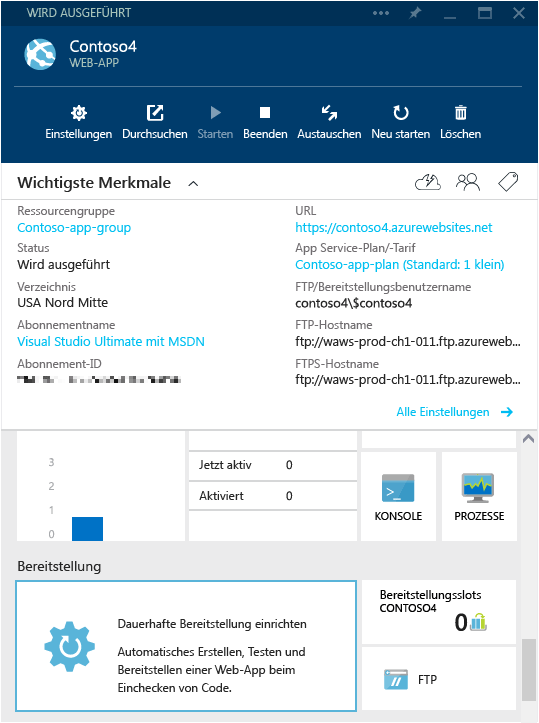 WIRD AUSGEFÜHRT
Contoso4
WEB-APP
Einstellungen Durchsuchen Starten Beenden Austauschen Neu starten Löschen
Wichtigste Merkmale
Ressourcengruppe
Contoso-app-group
Status
Wird ausgeführt
Verzeichnis
USA Nord Mitte
Abonnementname
Visual Studio Ultimate mit MSDN
Abonnement-ID
URL
https://contoso4.azurewebsites.net
App Service-Plan/-Tarif
Contoso-app-plan (Standard: 1 klein)
FTP/Bereitstellungsbenutzername
contoso4\$contoso4
FTP-Hostname
ftp://waws-prod-ch1-011.ftp.azureweb...
FTPS-Hostname
ftp://waws-prod-ch1-011.ftp.azureweb...
Alle Einstellungen
3
2
1
0
Jetzt aktiv 0
Aktiviert 0
KONSOLE
PROZESSE
Bereitstellung
Dauerhafte Bereitstellung einrichten
Automatisches Erstellen, Testen und
Bereitstellen einer Web-App beim
Einchecken von Code.
Bereitstellungsslots
CONTOSO4
0
FTP